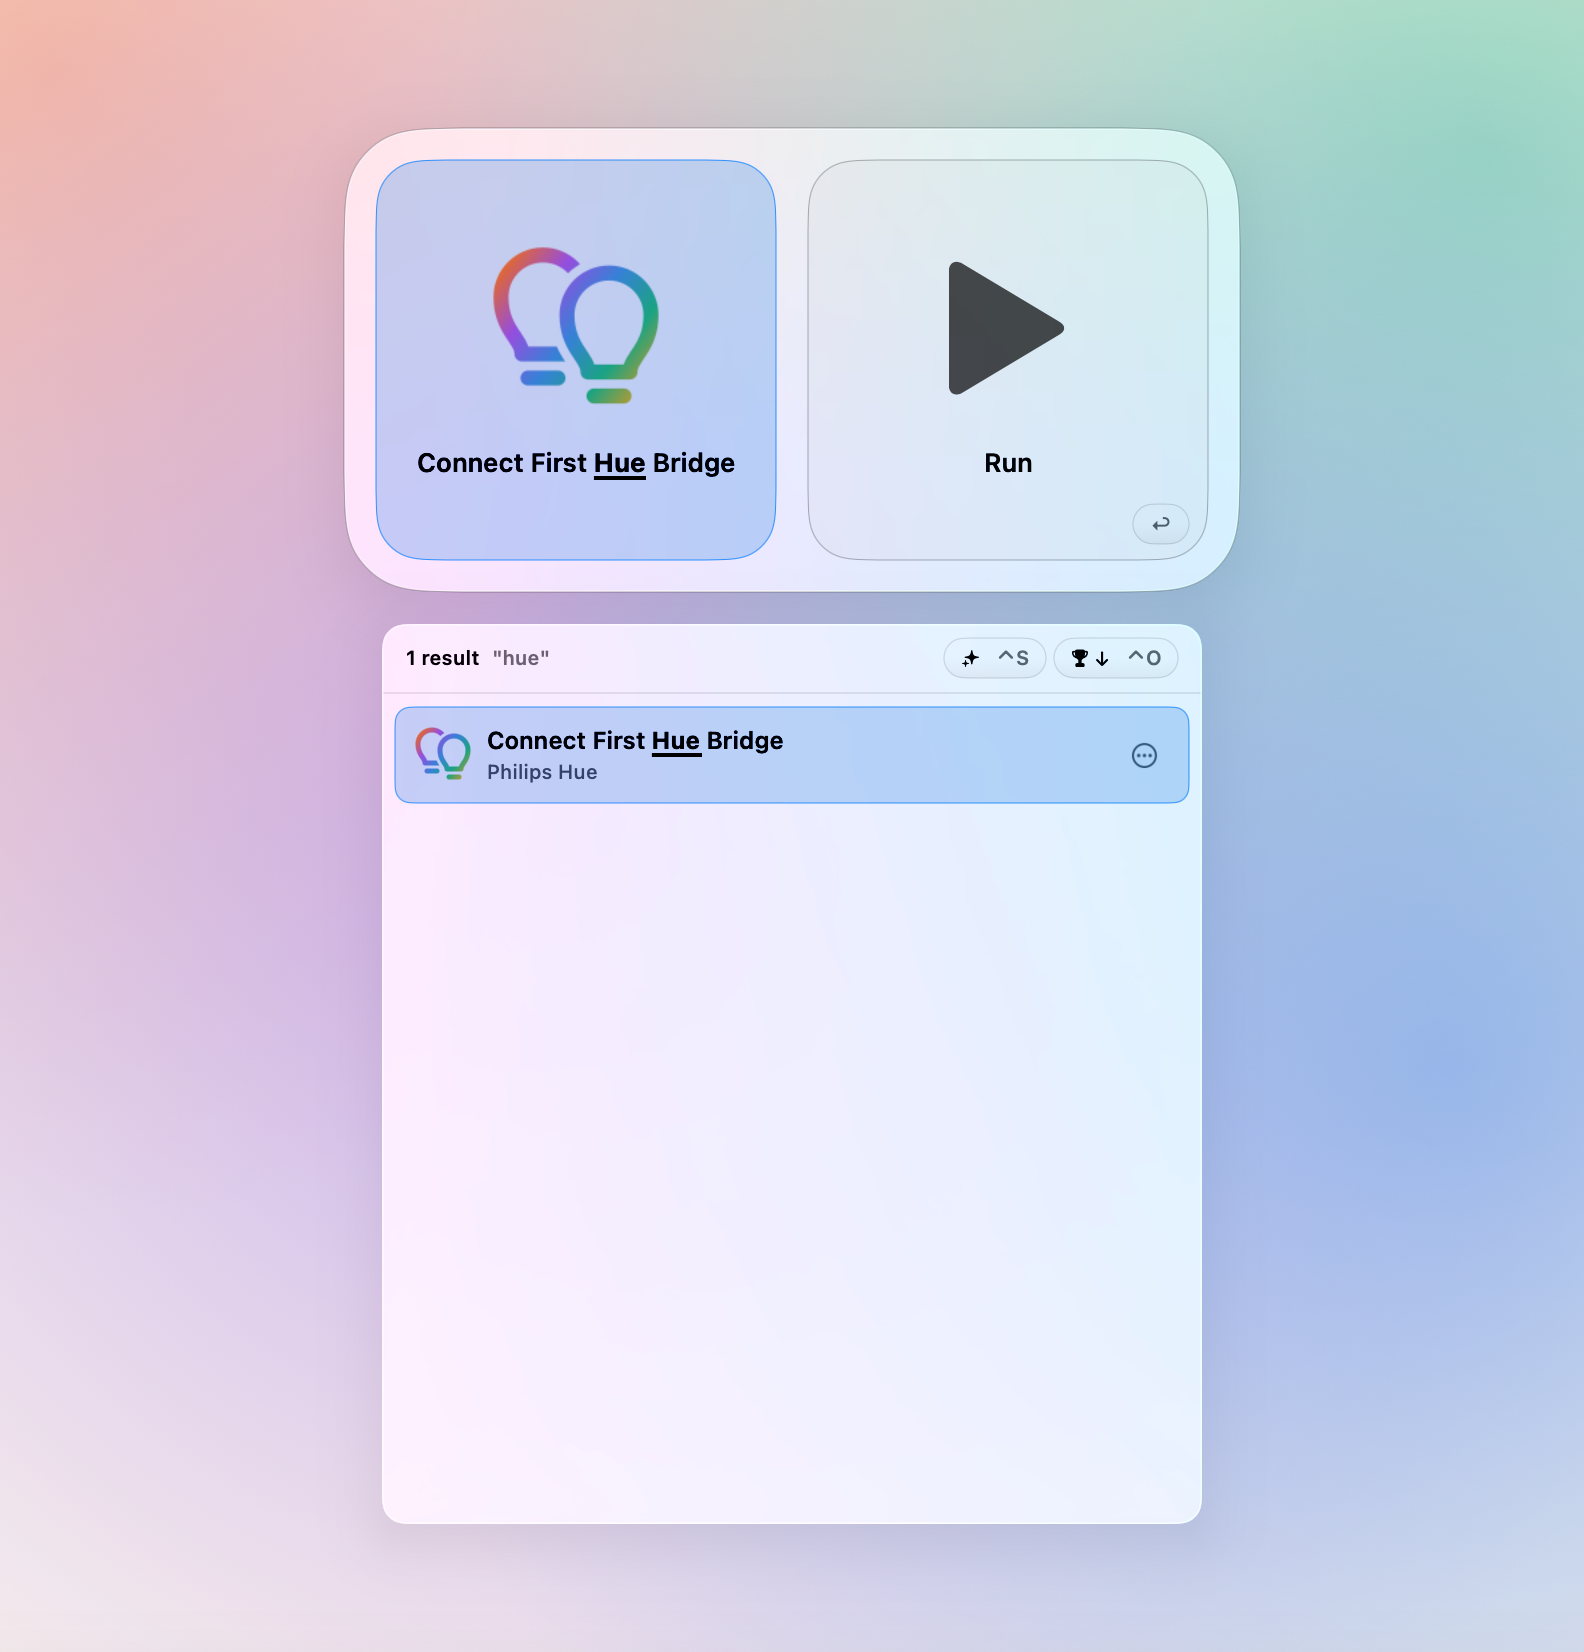 Connect First Hue Bridge
Run
1 result "hue"
^S
^O
Connect First Hue Bridge
Philips Hue